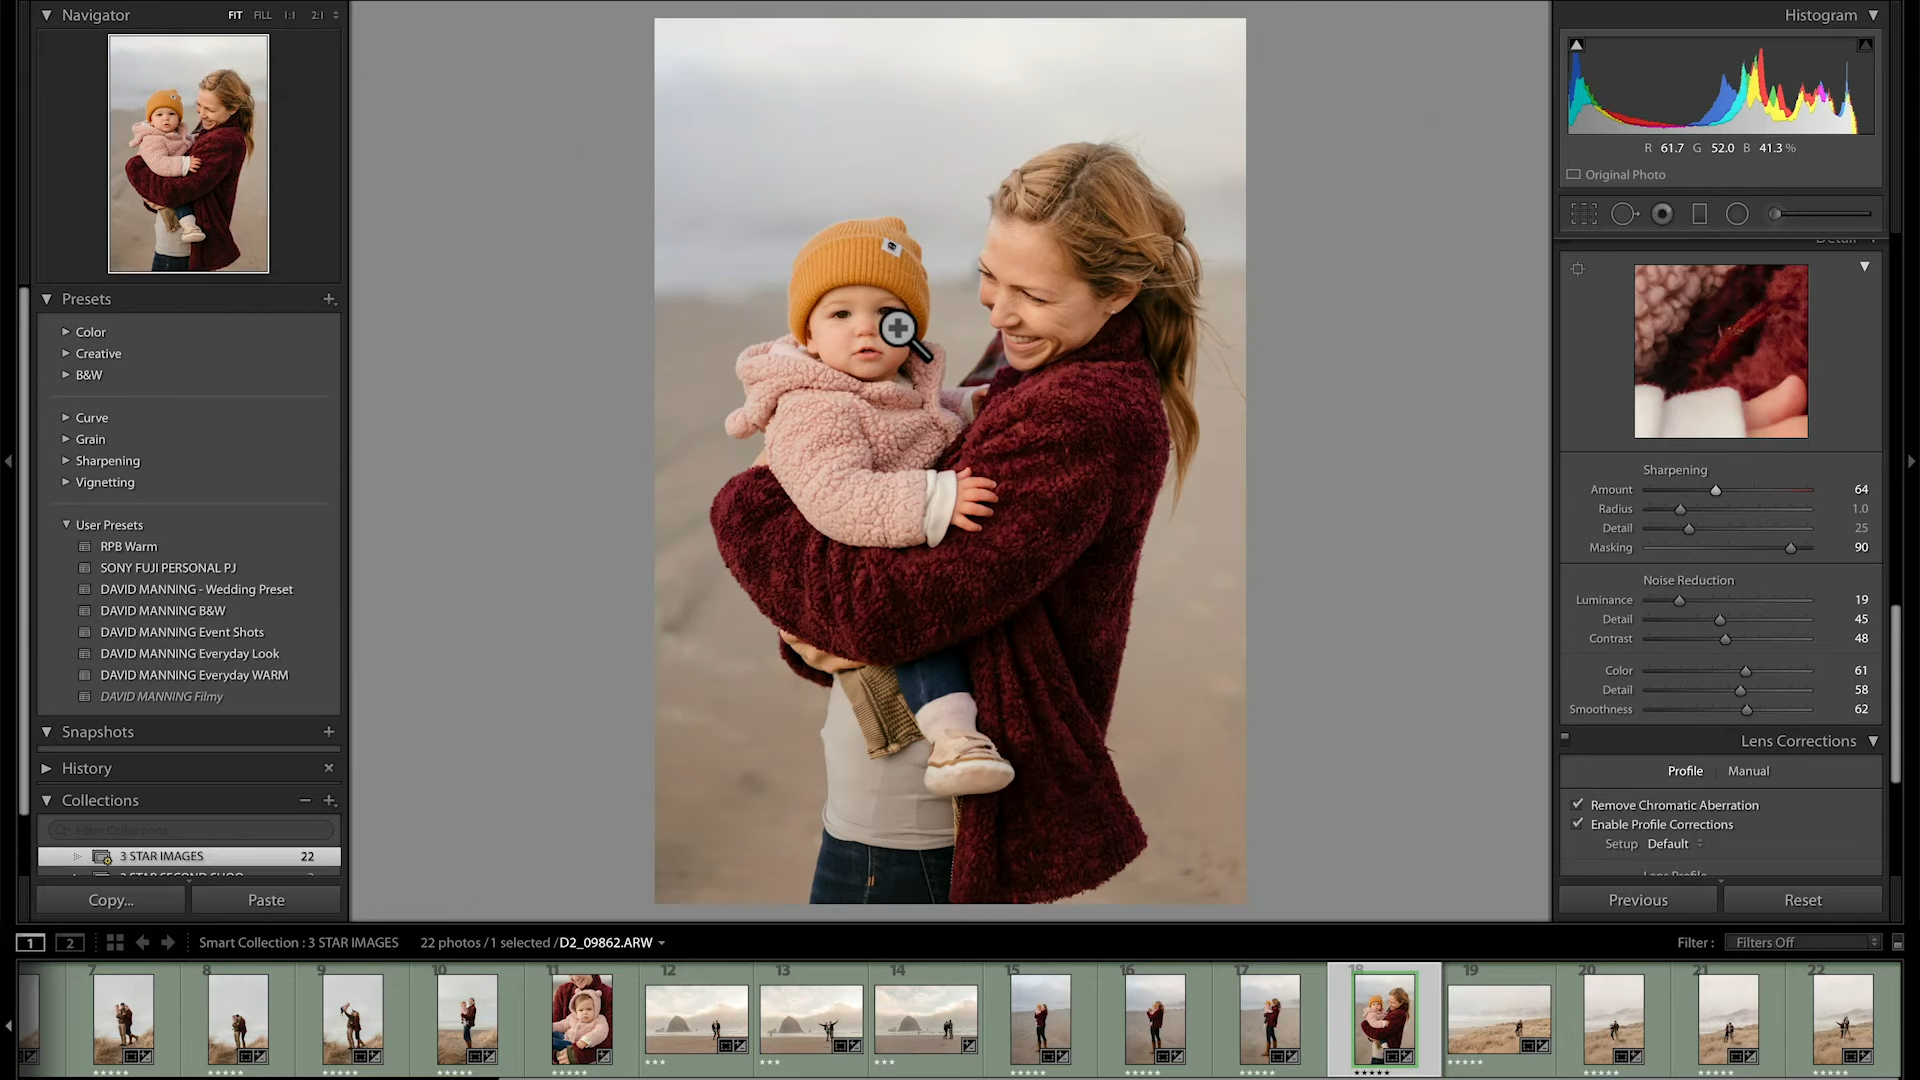 Navigator
FIT FILL 1:1 2:1
Presets
Color
Creative
B&W
Curve
Grain
Sharpening
Vignetting
User Presets
RPB Warm
SONY FUJI PERSONAL PJ
DAVID MANNING - Wedding Preset
DAVID MANNING B&W
DAVID MANNING Event Shots
DAVID MANNING Everyday Look
DAVID MANNING Everyday WARM
DAVID MANNING Filmy
Snapshots
History
Collections
Filter Collections
3 STAR IMAGES 22
Copy... Paste
Histogram
R 61.7 G 52.0 B 41.3 %
Original Photo
Detail
Sharpening
Amount 64
Radius 1.0
Detail 25
Masking 90
Noise Reduction
Luminance 19
Detail 45
Contrast 48
Color 61
Detail 58
Smoothness 62
Lens Corrections
Profile Manual
Remove Chromatic Aberration
Enable Profile Corrections
Setup Default
Lens Profile
Previous Reset
1 2 Smart Collection : 3 STAR IMAGES 22 photos / 1 selected / D2_09862.ARW Filter : Filters Off
7 8 9 10 11 12 13 14 15 16 17 18 19 20 21 22